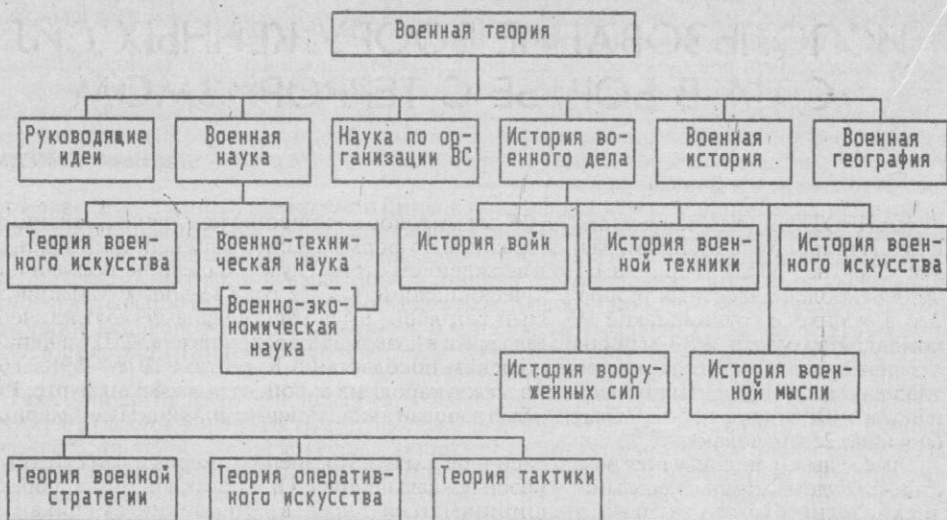 Военная теория
Руководящие
идеи
Военная
наука
Наука по ор-
ганизации ВС
История во-
енного дела
Военная
история
Военная
география
Теория воен-
ного искусства
Военно-техни-
ческая наука
История войн
История воен-
ной техники
История воен-
ного искусства
Военно-эко-
номическая
наука
История воору-
женных сил
История воен-
ной мысли
Теория военной
стратегии
Теория оператив-
ного искусства
Теория тактики